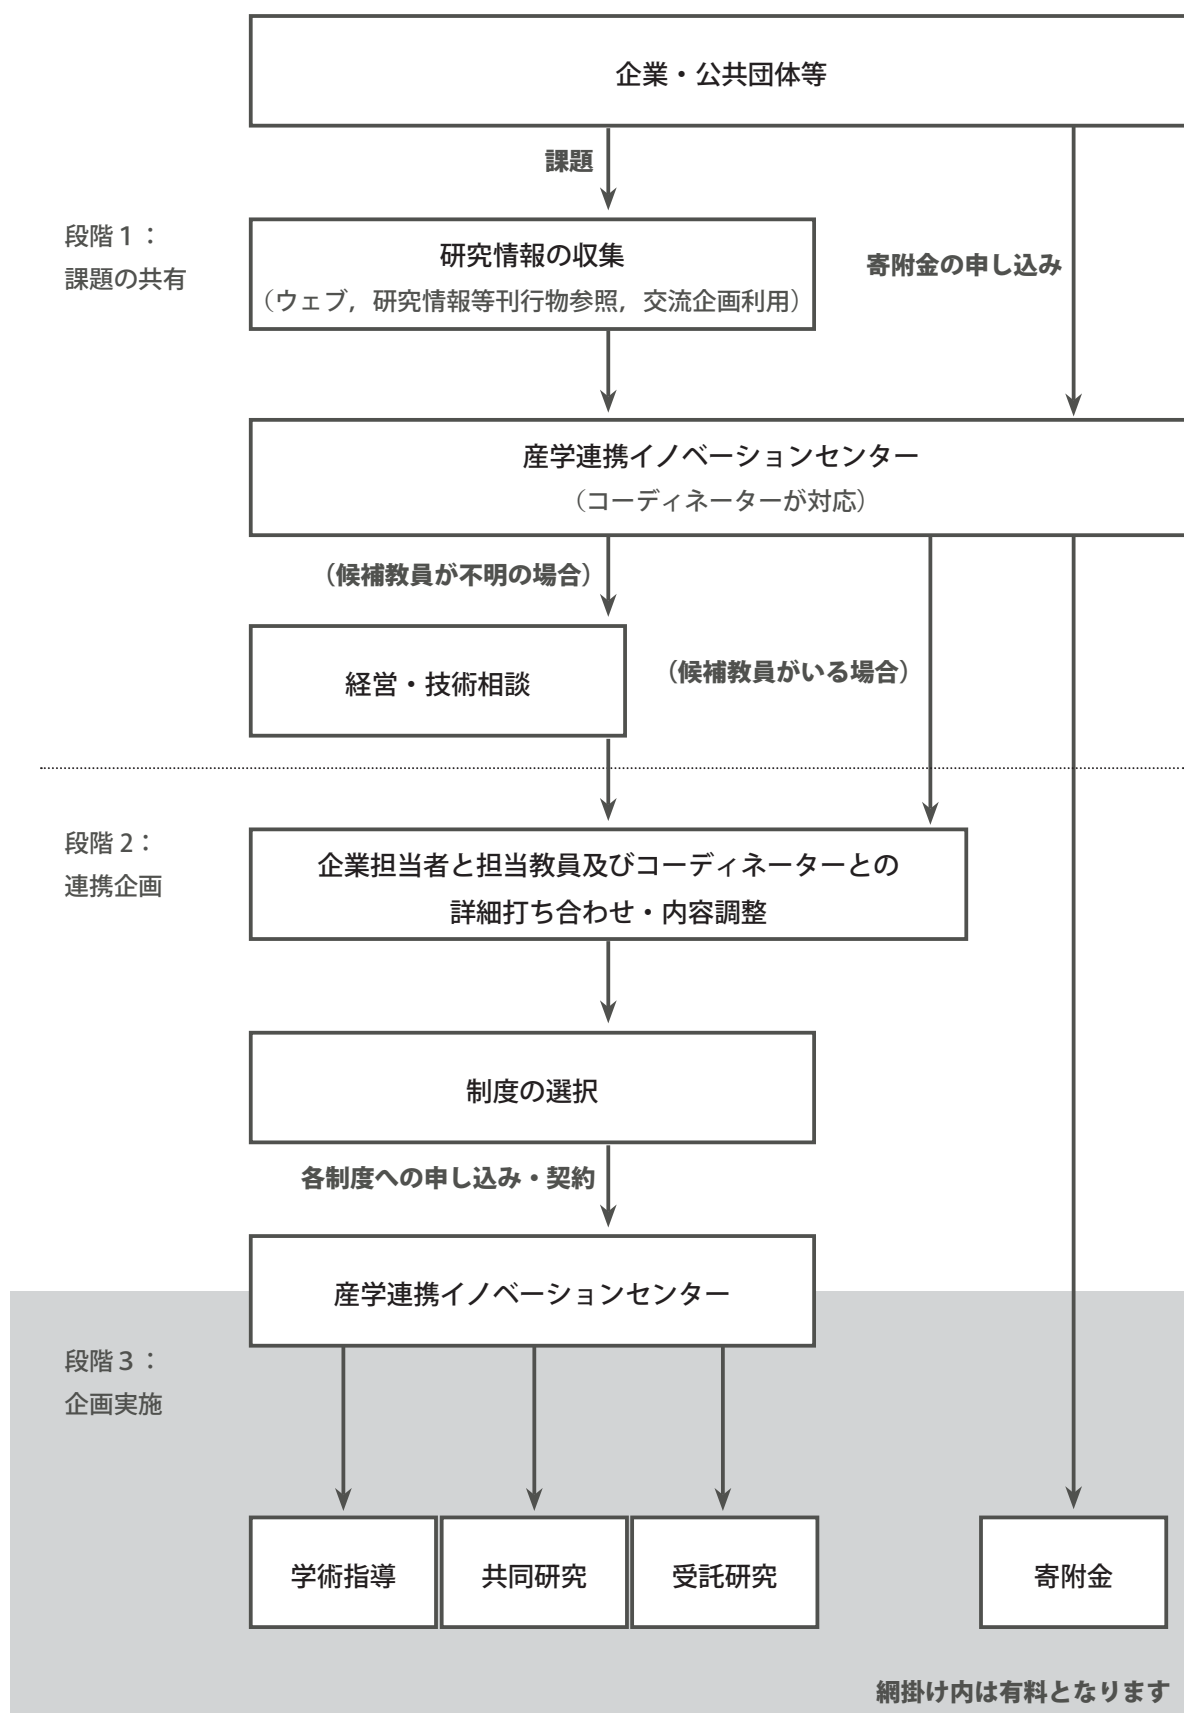 企業・公共団体等
課題
段階 1 ：
課題の共有
研究情報の収集
（ウェブ，研究情報等刊行物参照，交流企画利用）
寄附金の申し込み
産学連携イノベーションセンター
（コーディネーターが対応）
（候補教員が不明の場合）
経営・技術相談
（候補教員がいる場合）
段階 2：
連携企画
企業担当者と担当教員及びコーディネーターとの
詳細打ち合わせ・内容調整
制度の選択
各制度への申し込み・契約
産学連携イノベーションセンター
段階 3 ：
企画実施
学術指導
共同研究
受託研究
寄附金
網掛け内は有料となります